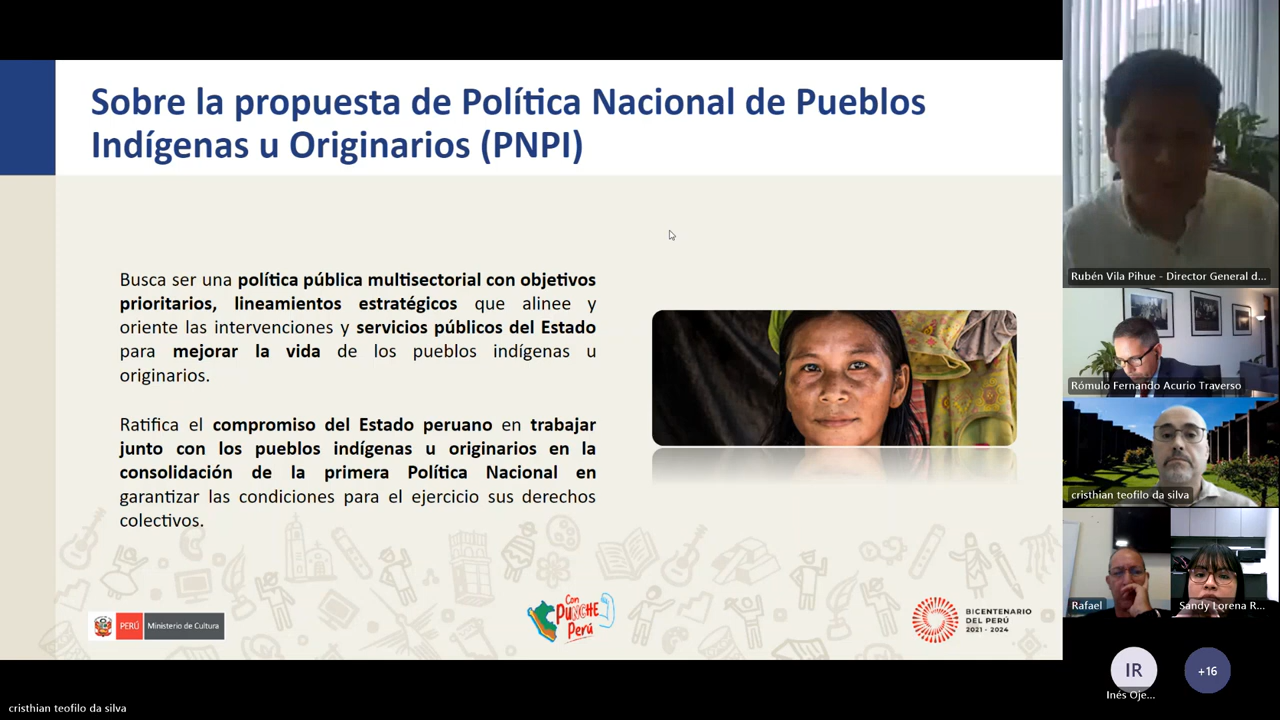 Sobre la propuesta de Política Nacional de Pueblos
Indígenas u Originarios (PNPI)
Busca ser una política pública multisectorial con objetivos
prioritarios, lineamientos estratégicos que alinee y
oriente las intervenciones y servicios públicos del Estado
para mejorar la vida de los pueblos indígenas u
originarios.
Ratifica el compromiso del Estado peruano en trabajar
junto con los pueblos indígenas u originarios en la
consolidación de la primera Política Nacional en
garantizar las condiciones para el ejercicio sus derechos
colectivos.
PERÚ Ministerio de Cultura
Con
PUNCHE
Perú
BICENTENARIO
DEL PERÚ
2021 - 2024
Rubén Vila Pihue - Director General d...
Rómulo Fernando Acurio Traverso
cristhian teofilo da silva
Rafael
Sandy Lorena R...
IR
+16
Inés Oje...
cristhian teofilo da silva